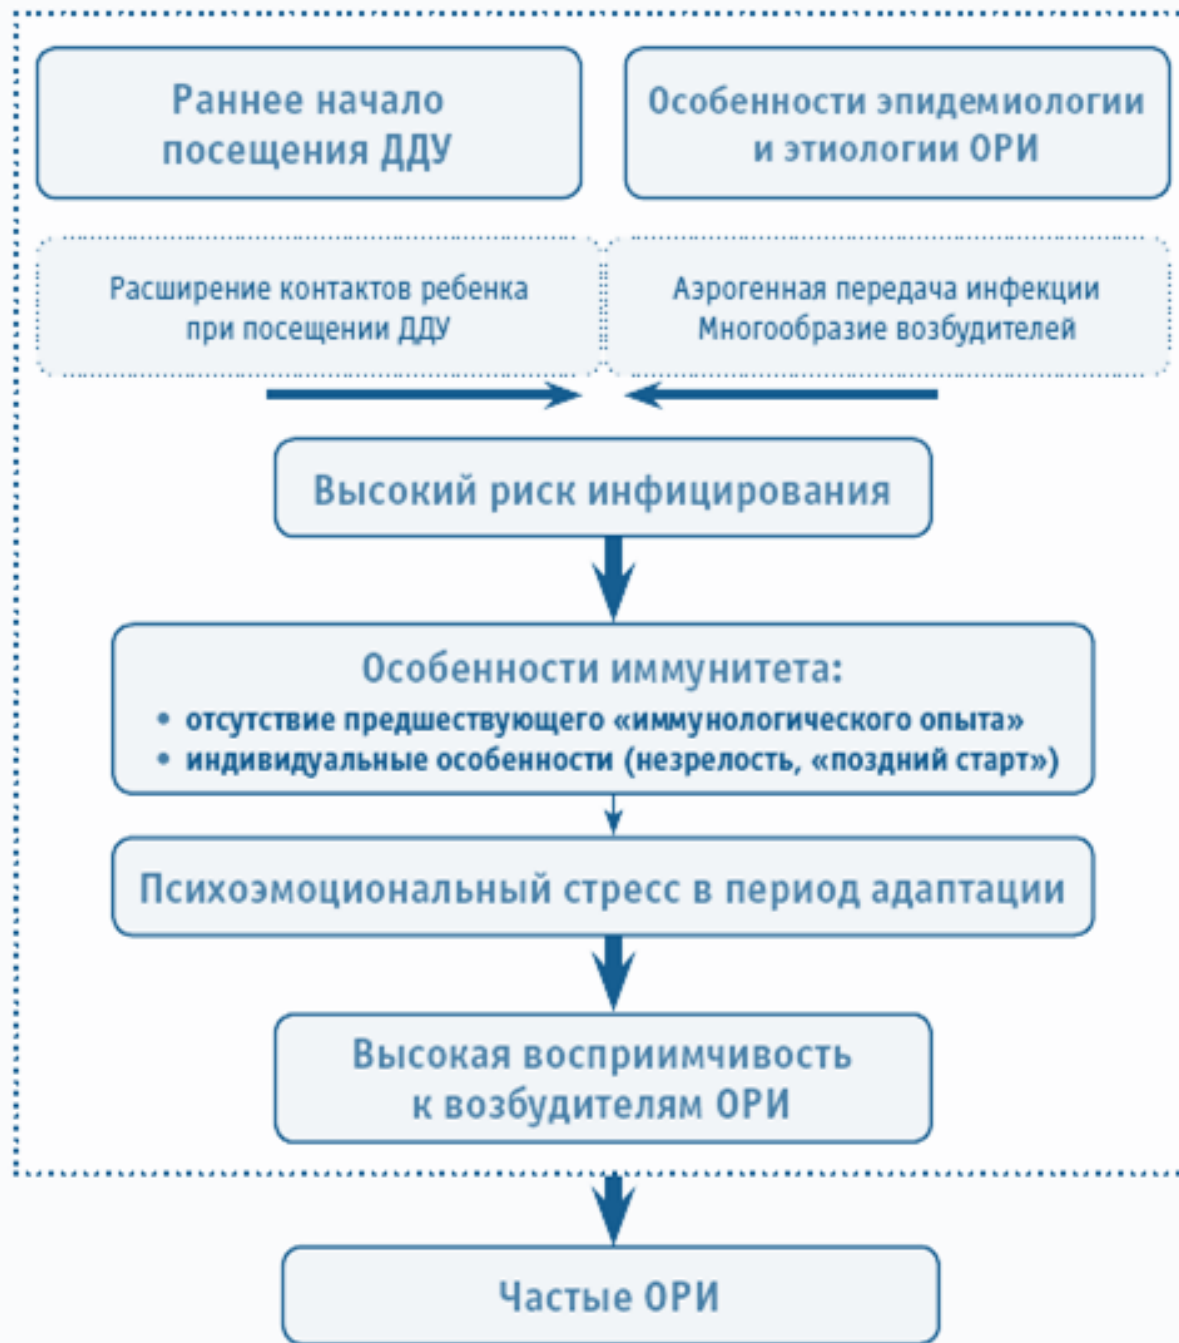 Раннее начало
посещения ДДУ
Особенности эпидемиологии
и этиологии ОРИ
Расширение контактов ребенка
при посещении ДДУ
Аэрогенная передача инфекции
Многообразие возбудителей
Высокий риск инфицирования
Особенности иммунитета:
• отсутствие предшествующего «иммунологического опыта»
• индивидуальные особенности (незрелость, «поздний старт»)
Психоэмоциональный стресс в период адаптации
Высокая восприимчивость
к возбудителям ОРИ
Частые ОРИ